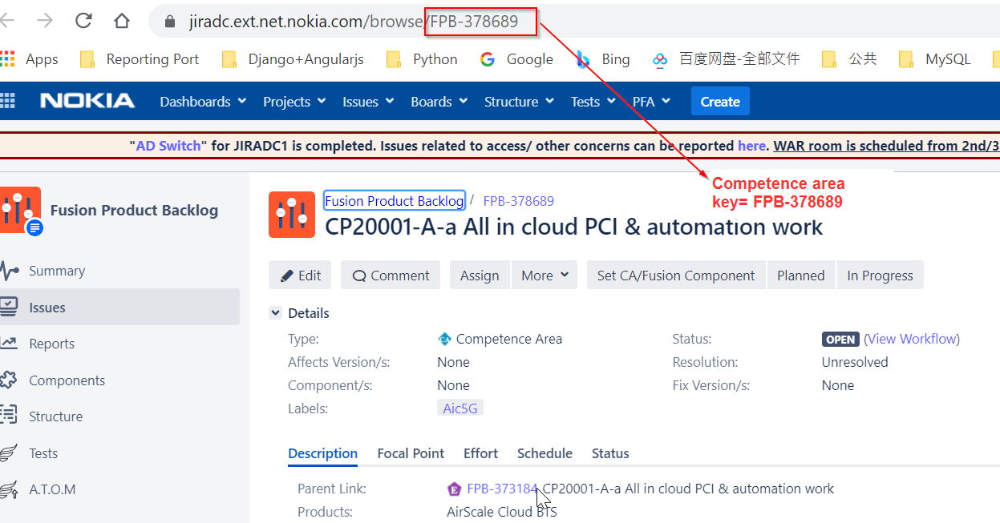 jiradc.ext.net.nokia.com/browse/FPB-378689
Apps Reporting Port Django+Angularjs Python Google Bing 百度网盘-全部文件 公共 MySQL
NOKIA Dashboards Projects Issues Boards Structure Tests PFA Create
"AD Switch" for JIRADC1 is completed. Issues related to access/ other concerns can be reported here. WAR room is scheduled from 2nd/3
Competence area
key= FPB-378689
Fusion Product Backlog
Fusion Product Backlog / FPB-378689
CP20001-A-a All in cloud PCI & automation work
Summary
Issues
Reports
Components
Structure
Tests
A.T.O.M
Edit Comment Assign More Set CA/Fusion Component Planned In Progress
Details
Type: Competence Area Status: OPEN (View Workflow)
Affects Version/s: None Resolution: Unresolved
Component/s: None Fix Version/s: None
Labels: Aic5G
Description Focal Point Effort Schedule Status
Parent Link: FPB-373184 CP20001-A-a All in cloud PCI & automation work
Products: AirScale Cloud BTS